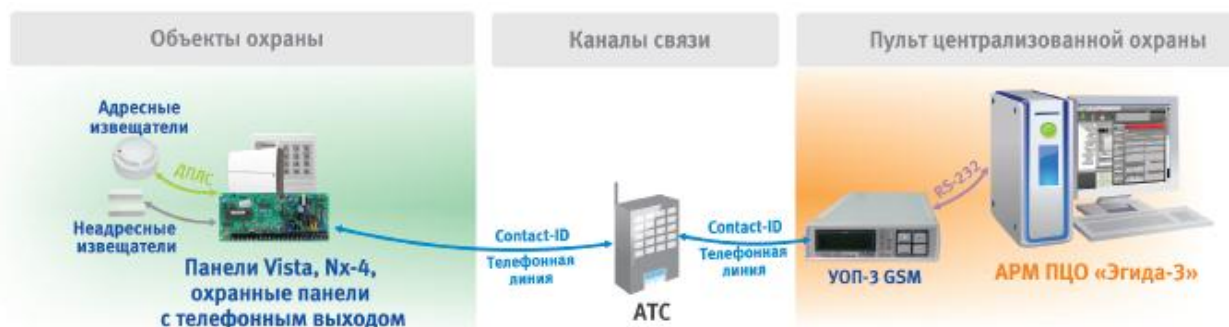 Объекты охраны
Каналы связи
Пульт централизованной охраны
Адресные
извещатели
ДПЛС
Неадресные
извещатели
Панели Vista, Nx-4,
охранные панели
с телефонным выходом
Contact-ID
Телефонная
линия
АТС
Contact-ID
Телефонная
линия
УОП-3 GSM
RS-232
АРМ ПЦО «Эгида-3»